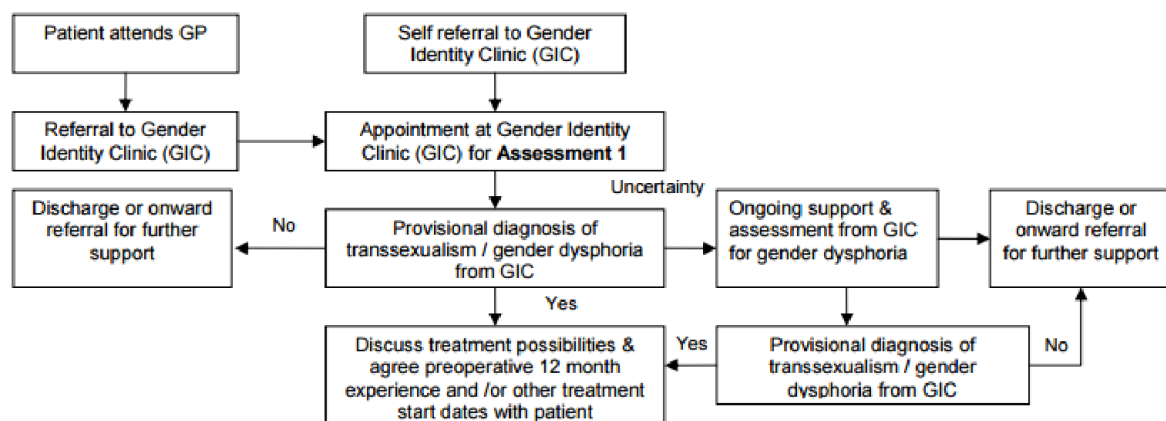 Patient attends GP
Self referral to Gender
Identity Clinic (GIC)
Referral to Gender
Identity Clinic (GIC)
Appointment at Gender Identity
Clinic (GIC) for Assessment 1
Uncertainty
Discharge or onward
referral for further
support
No
Provisional diagnosis of
transsexualism / gender dysphoria
from GIC
Ongoing support &
assessment from GIC
for gender dysphoria
Discharge or
onward referral
for further support
Yes
Discuss treatment possibilities &
agree preoperative 12 month
experience and /or other treatment
start dates with patient
Yes
Provisional diagnosis of
transsexualism / gender
dysphoria from GIC
No